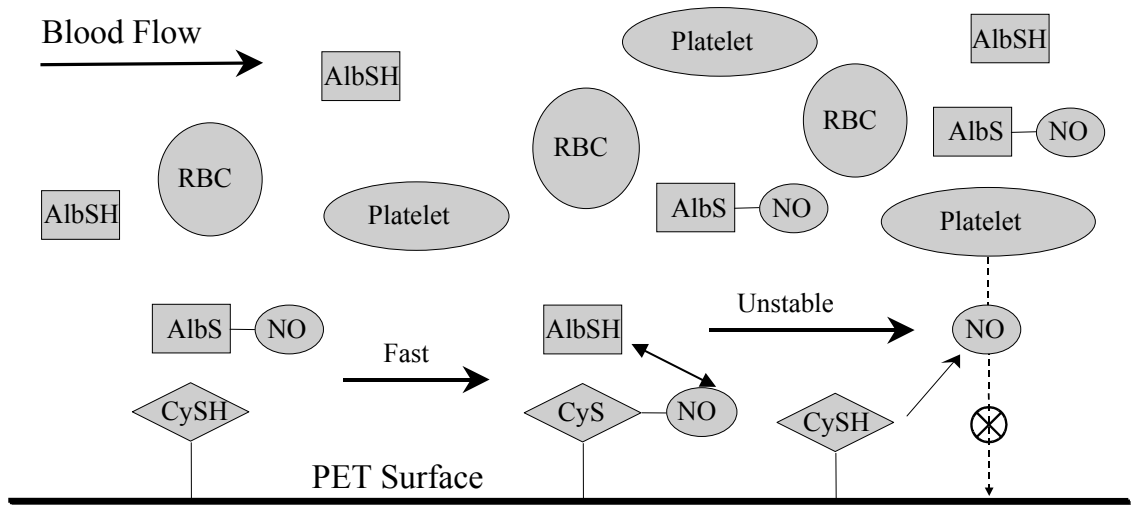 Blood Flow
Platelet
AlbSH
AlbSH
RBC
RBC
AlbS
NO
RBC
AlbSH
Platelet
AlbS
NO
Platelet
AlbS
NO
AlbSH
Unstable
NO
Fast
CySH
CyS
NO
CySH
PET Surface